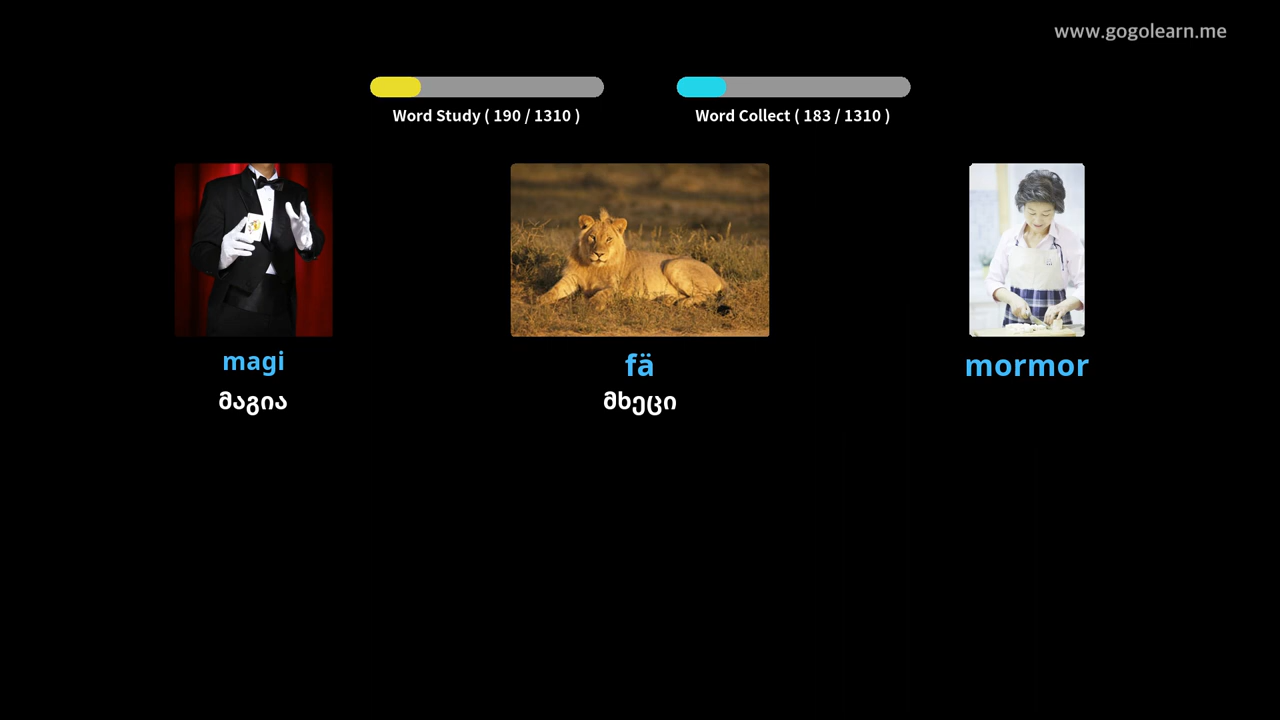 www.gogolearn.me
Word Study ( 190 / 1310 )
Word Collect ( 183 / 1310 )
magi
მაგია
fä
მხეცი
mormor